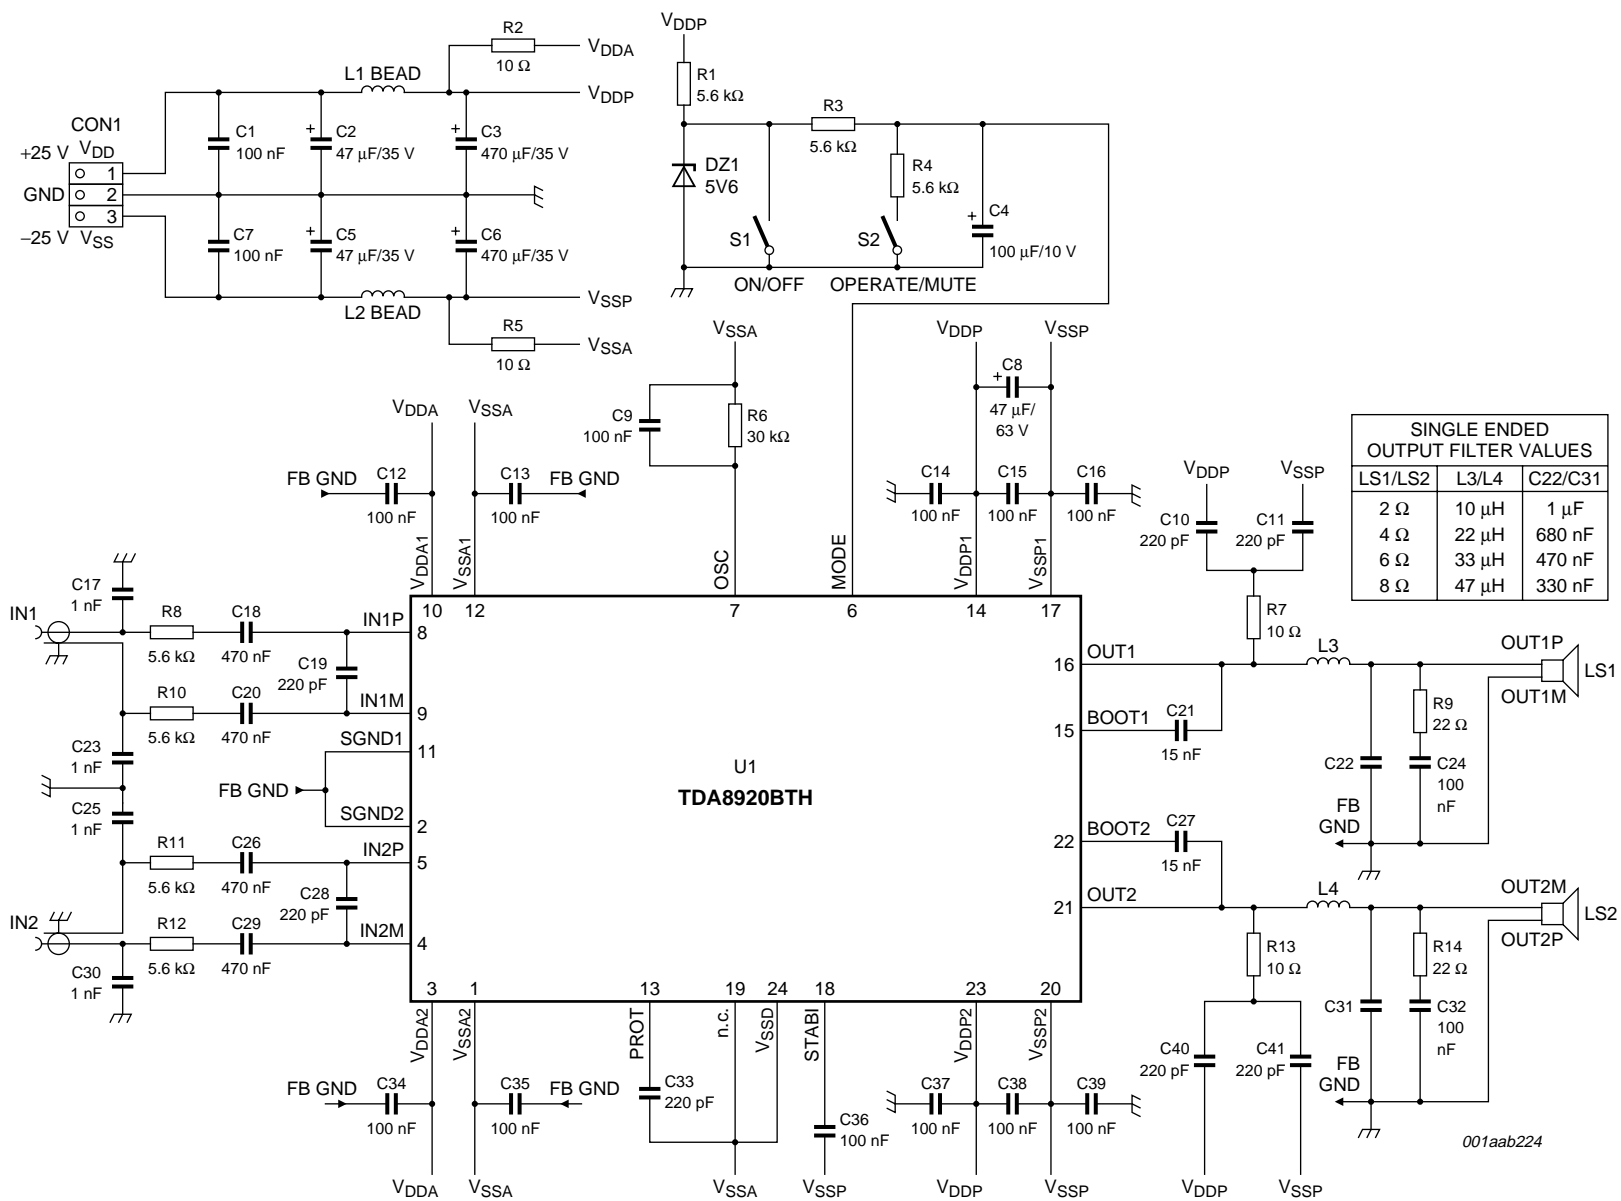 R2
10 Ω
VDDA
L1 BEAD
VDDP
CON1
+25 V VDD
1
GND
2
3
−25 V VSS
C1
100 nF
C2
47 μF/35 V
C3
470 μF/35 V
C7
100 nF
C5
47 μF/35 V
C6
470 μF/35 V
L2 BEAD
VSSP
R5
10 Ω
VSSA
VDDP
R1
5.6 kΩ
R3
5.6 kΩ
DZ1
5V6
R4
5.6 kΩ
S1
S2
C4
100 μF/10 V
ON/OFF
OPERATE/MUTE
VSSA
VDDP
VSSP
C8
47 μF/
63 V
C9
100 nF
R6
30 kΩ
VDDA
VSSA
FB GND
C12
100 nF
C13
100 nF
FB GND
C14
100 nF
C15
100 nF
C16
100 nF
VDDP
VSSP
C10
220 pF
C11
220 pF
R7
10 Ω
SINGLE ENDED
OUTPUT FILTER VALUES
LS1/LS2 L3/L4 C22/C31
2 Ω 10 μH 1 μF
4 Ω 22 μH 680 nF
6 Ω 33 μH 470 nF
8 Ω 47 μH 330 nF
VDDA1
VSSA1
OSC
MODE
VDDP1
VSSP1
10
12
7
6
14
17
C17
1 nF
IN1
R8
5.6 kΩ
C18
470 nF
IN1P
8
C19
220 pF
R10
5.6 kΩ
C20
470 nF
IN1M
9
C23
1 nF
SGND1
11
FB GND
C25
1 nF
SGND2
2
R11
5.6 kΩ
C26
470 nF
IN2P
5
C28
220 pF
IN2
R12
5.6 kΩ
C29
470 nF
IN2M
4
C30
1 nF
U1
TDA8920BTH
16
OUT1
15
BOOT1
C21
15 nF
L3
OUT1P
LS1
OUT1M
R9
22 Ω
C22
C24
100
nF
FB
GND
22
BOOT2
C27
15 nF
21
OUT2
L4
OUT2M
LS2
OUT2P
R13
10 Ω
R14
22 Ω
C31
C32
100
nF
FB
GND
C40
220 pF
C41
220 pF
VDDP
VSSP
3
1
13
19
24
18
23
20
VDDA2
VSSA2
PROT
n.c.
VSSD
STABI
VDDP2
VSSP2
FB GND
C34
100 nF
C35
100 nF
FB GND
C33
220 pF
C36
100 nF
C37
100 nF
C38
100 nF
C39
100 nF
VDDA
VSSA
VSSA
VSSP
VDDP
VSSP
001aab224